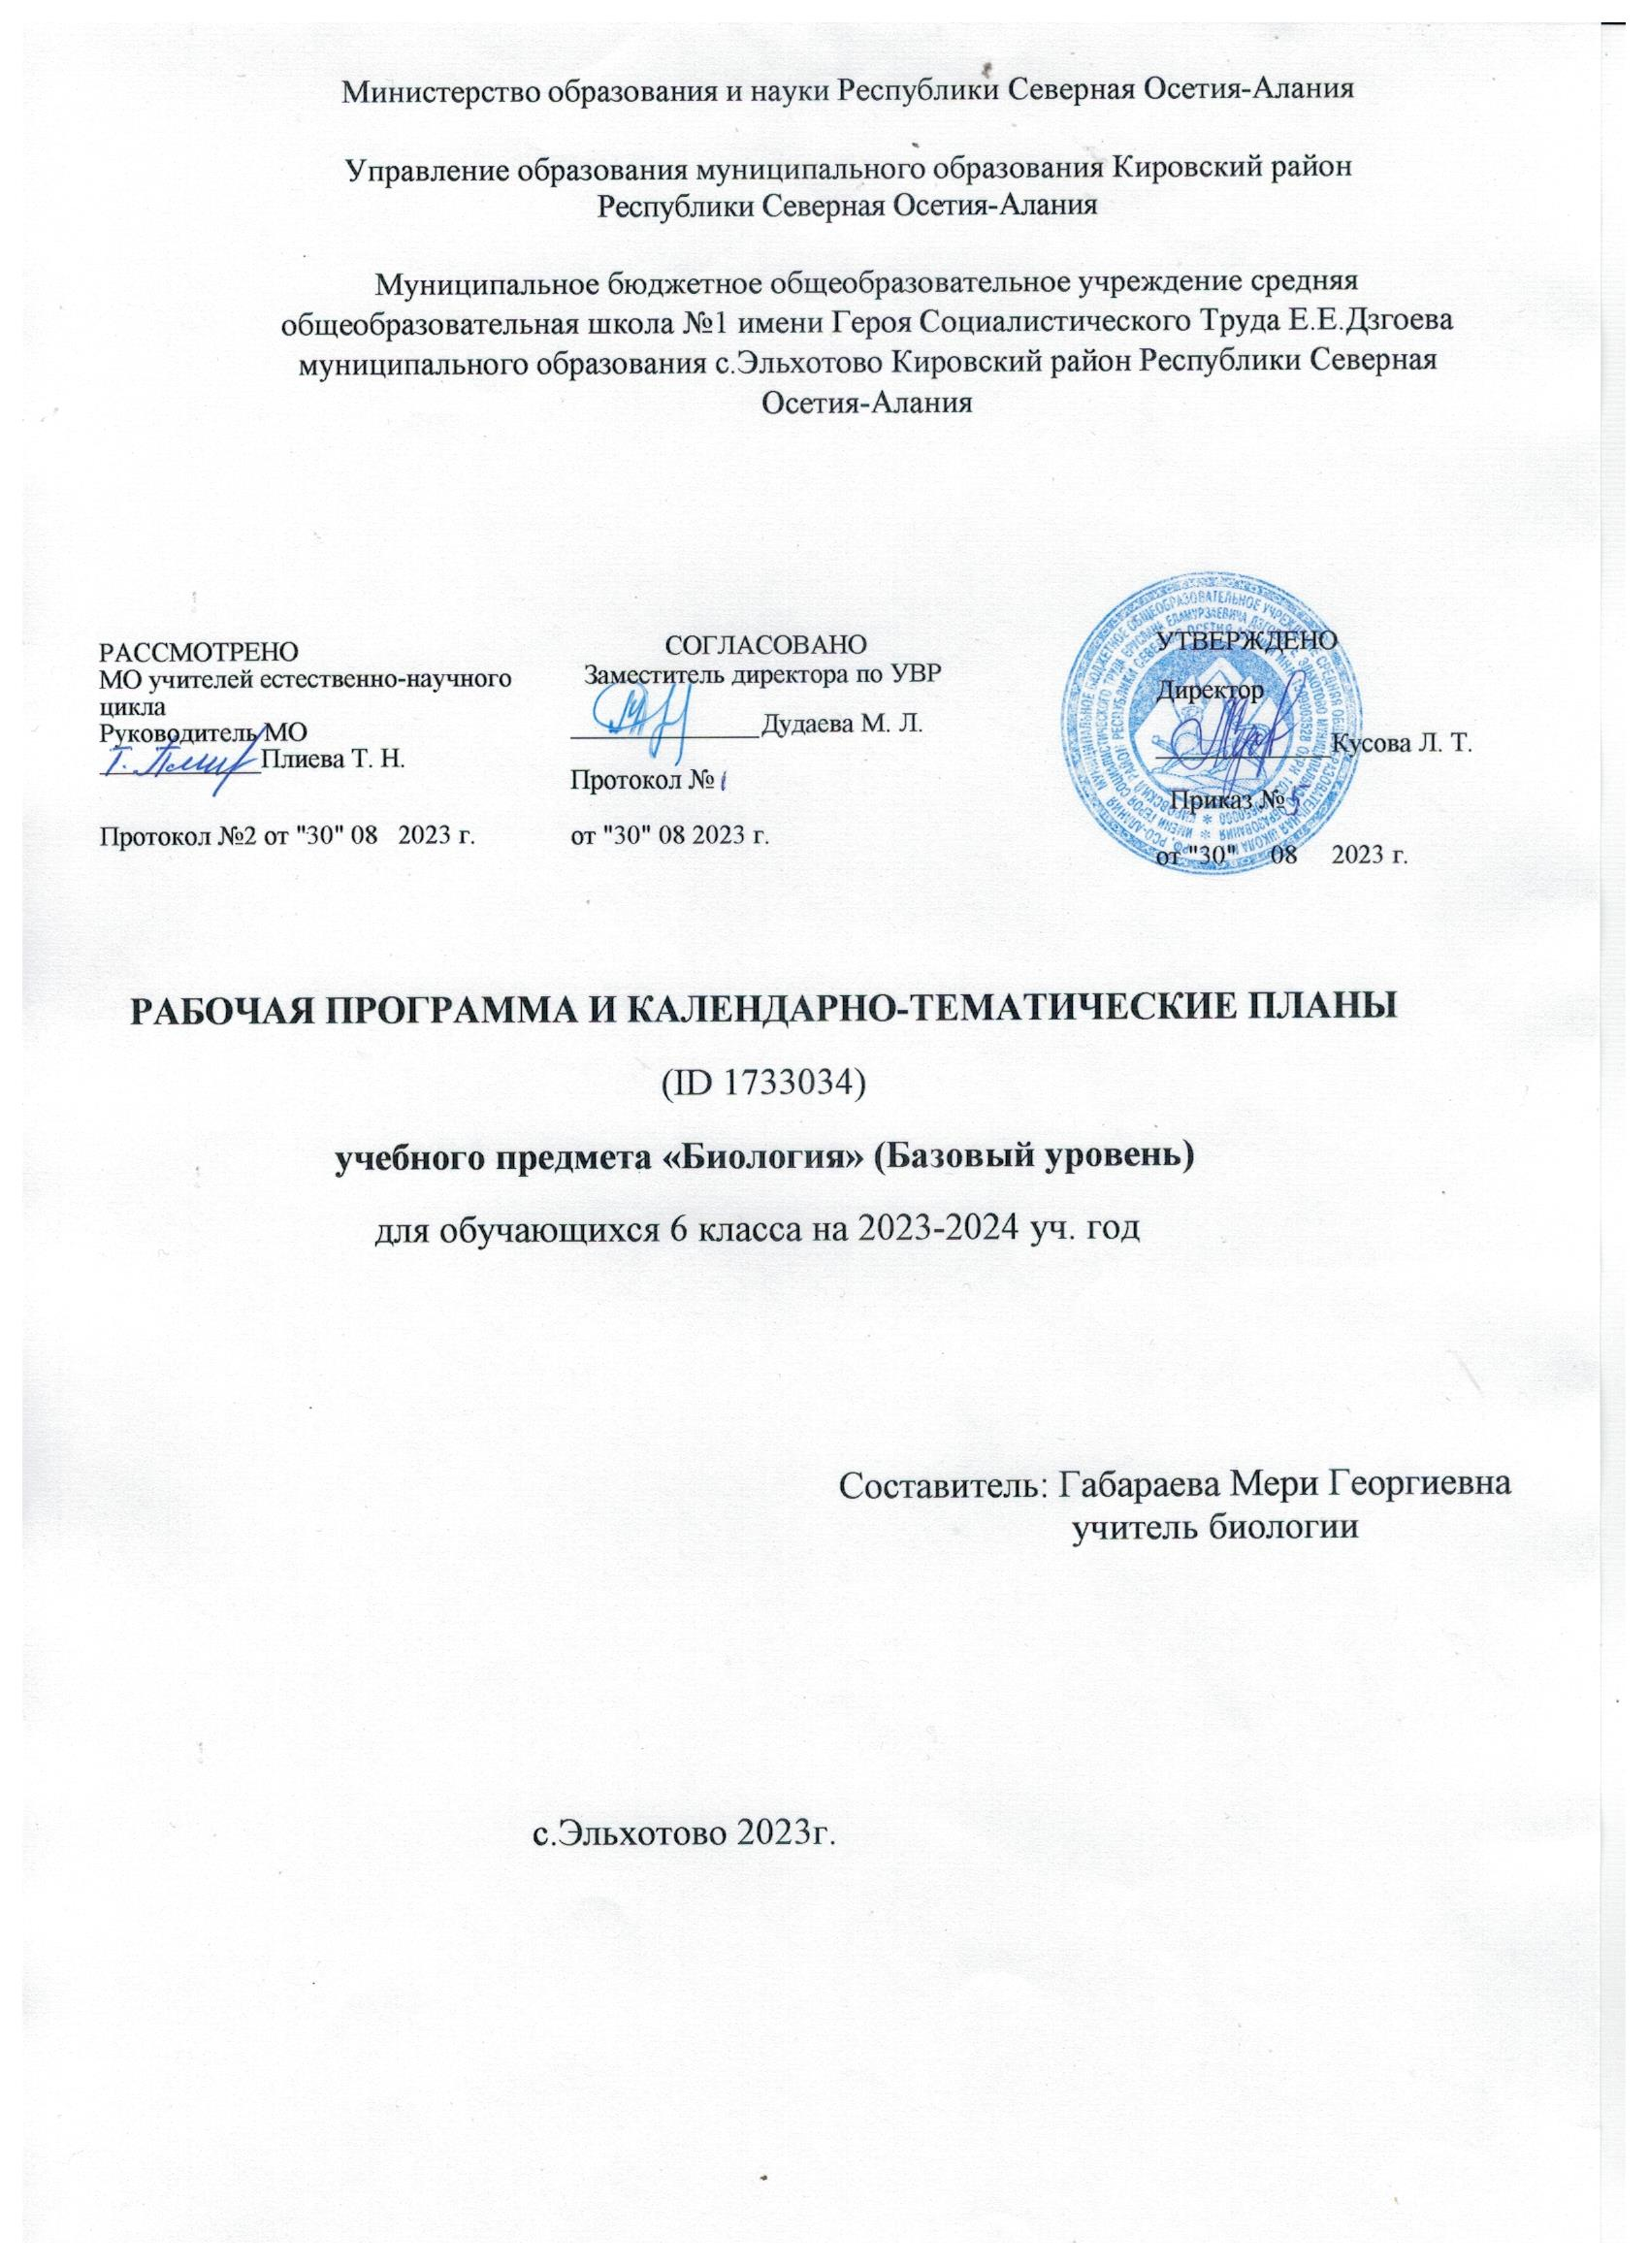 Министерство образования и науки Республики Северная Осетия-Алания
Управление образования муниципального образования Кировский район
Республики Северная Осетия-Алания
Муниципальное бюджетное общеобразовательное учреждение средняя
общеобразовательная школа №1 имени Героя Социалистического Труда Е.Е.Дзгоева
муниципального образования с.Эльхотово Кировский район Республики Северная
Осетия-Алания
РАССМОТРЕНО
МО учителей естественно-научного
цикла
Руководитель МО
Плиева Т. Н.
Протокол №2 от "30" 08 2023 г.
СОГЛАСОВАНО
Заместитель директора по УВР
Дудаева М. Л.
Протокол № 1
от "30" 08 2023 г.
УТВЕРЖДЕНО
Директор
Кусова Л. Т.
Приказ №
от "30" 08 2023 г.
РАБОЧАЯ ПРОГРАММА И КАЛЕНДАРНО-ТЕМАТИЧЕСКИЕ ПЛАНЫ
(ID 1733034)
учебного предмета «Биология» (Базовый уровень)
для обучающихся 6 класса на 2023-2024 уч. год
Составитель: Габараева Мери Георгиевна
учитель биологии
с.Эльхотово 2023г.